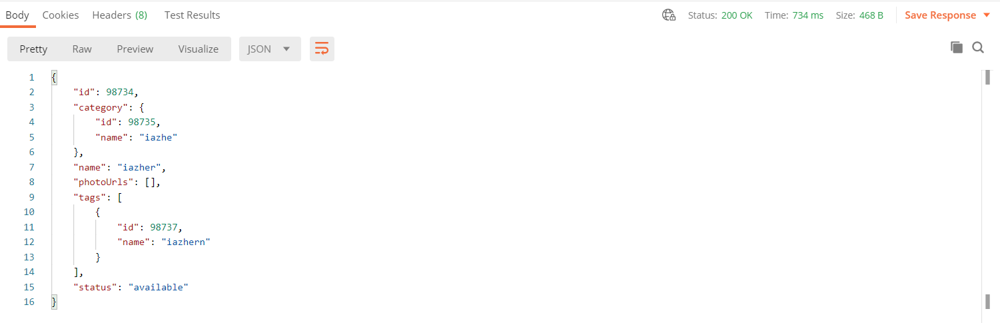 Body Cookies Headers (8) Test Results Status: 200 OK Time: 734 ms Size: 468 B Save Response
Pretty Raw Preview Visualize JSON
1 {
2 "id": 98734,
3 "category": {
4 "id": 98735,
5 "name": "iazhe"
6 },
7 "name": "iazher",
8 "photoUrls": [],
9 "tags": [
10 {
11 "id": 98737,
12 "name": "iazhern"
13 }
14 ],
15 "status": "available"
16 }